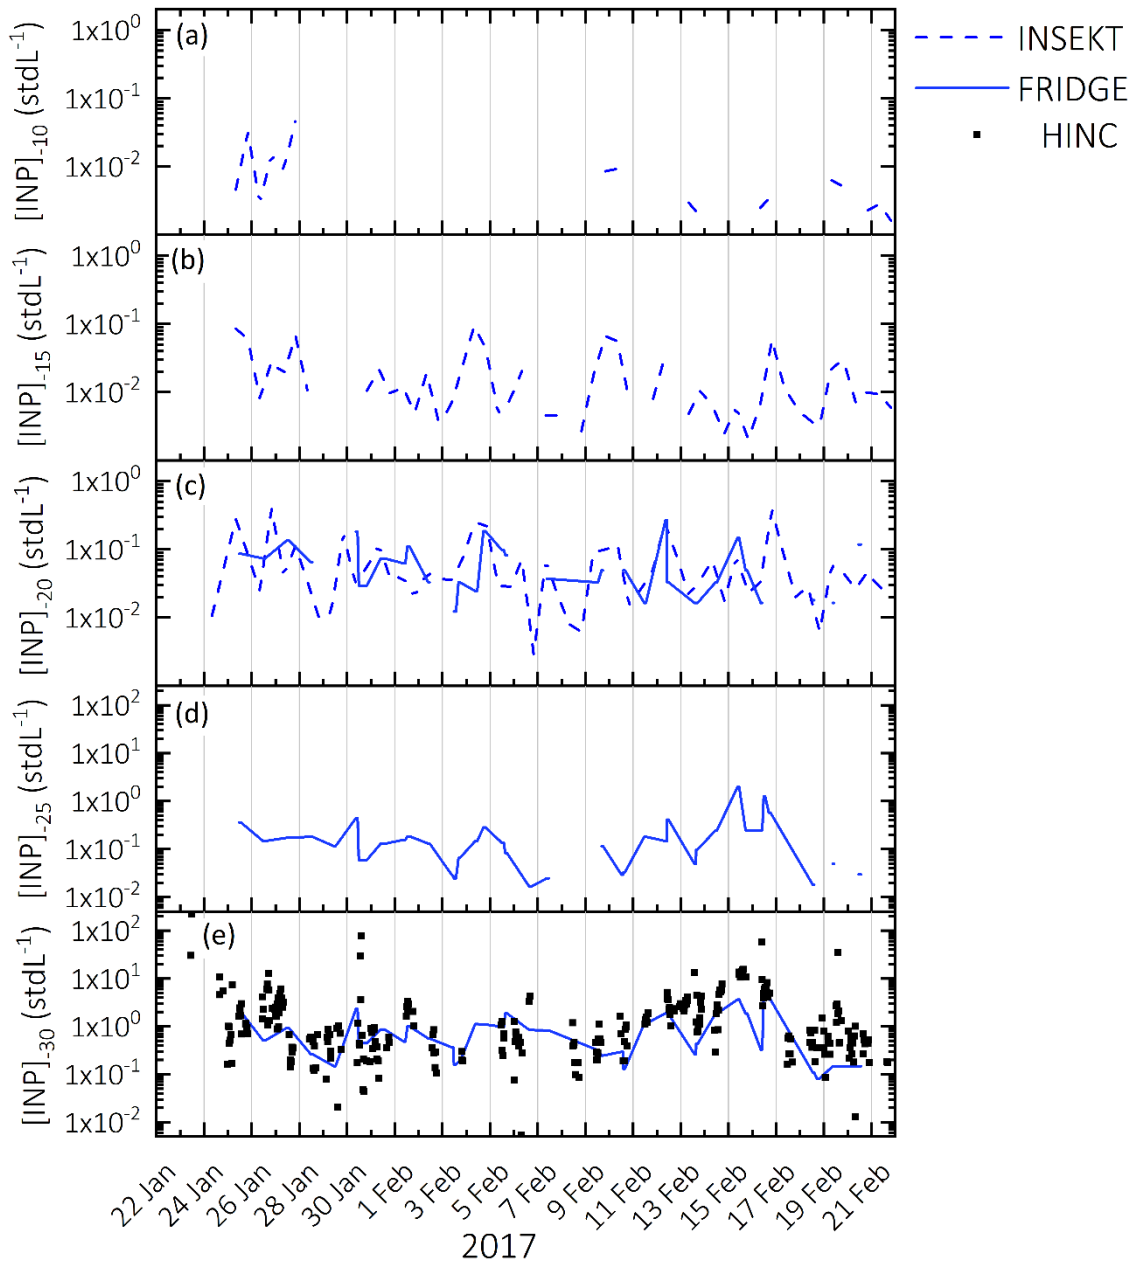 (a)
[INP]-10 (stdL-1)
1x10^0
1x10^-1
1x10^-2
INSEKT
FRIDGE
HINC
(b)
[INP]-15 (stdL-1)
1x10^0
1x10^-1
1x10^-2
(c)
[INP]-20 (stdL-1)
1x10^0
1x10^-1
1x10^-2
(d)
[INP]-25 (stdL-1)
1x10^2
1x10^1
1x10^0
1x10^-1
1x10^-2
(e)
[INP]-30 (stdL-1)
1x10^2
1x10^1
1x10^0
1x10^-1
1x10^-2
22 Jan
24 Jan
26 Jan
28 Jan
30 Jan
1 Feb
3 Feb
5 Feb
7 Feb
9 Feb
11 Feb
13 Feb
15 Feb
17 Feb
19 Feb
21 Feb
2017